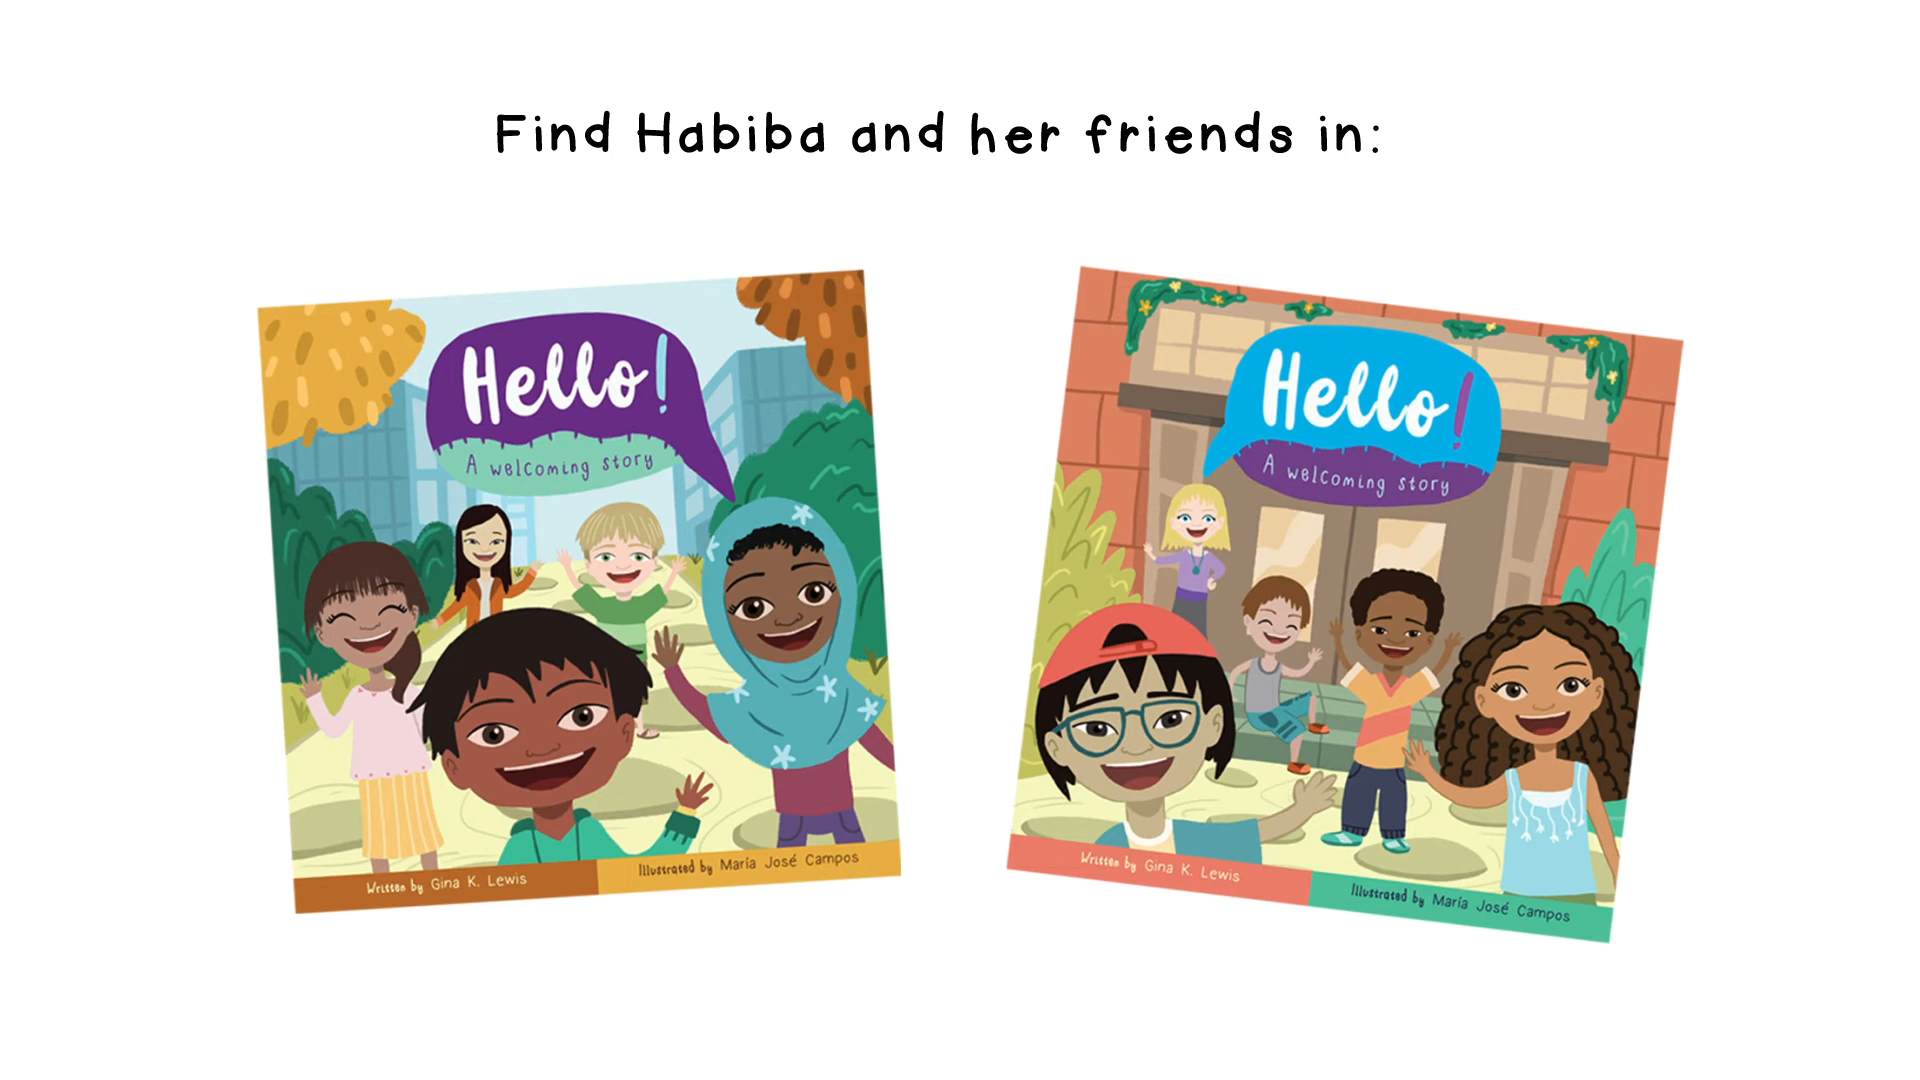 Find Habiba and her friends in:
Hello!
A welcoming story
Written by Gina K. Lewis
Illustrated by María José Campos
Hello!
A welcoming story
Written by Gina K. Lewis
Illustrated by María José Campos